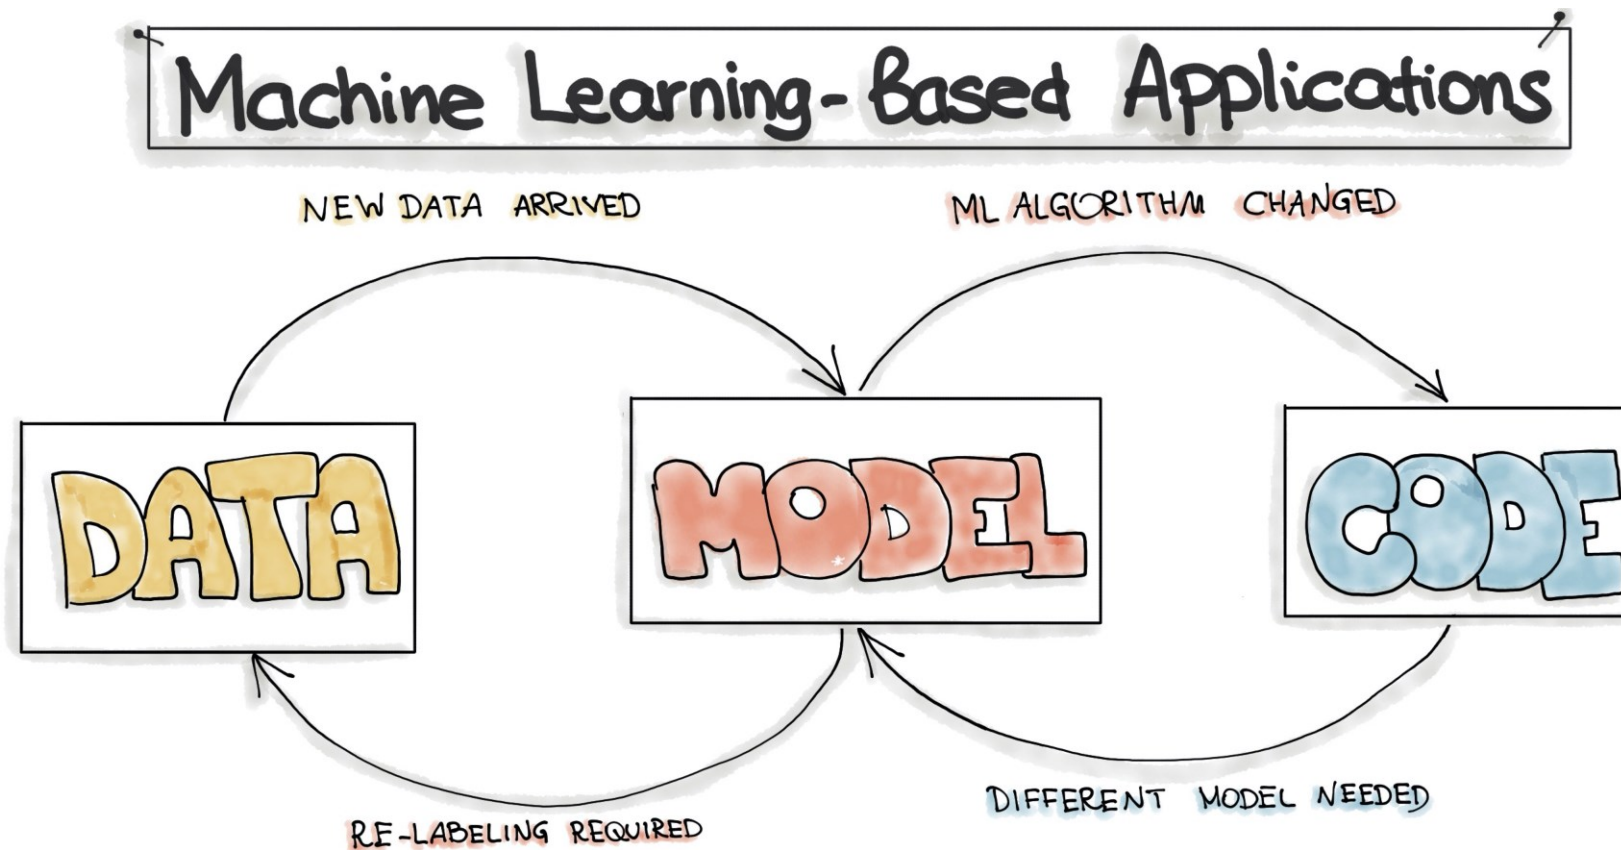 Machine Learning-Based Applications
NEW DATA ARRIVED
ML ALGORITHM CHANGED
DATA
MODEL
CODE
DIFFERENT MODEL NEEDED
RE-LABELING REQUIRED